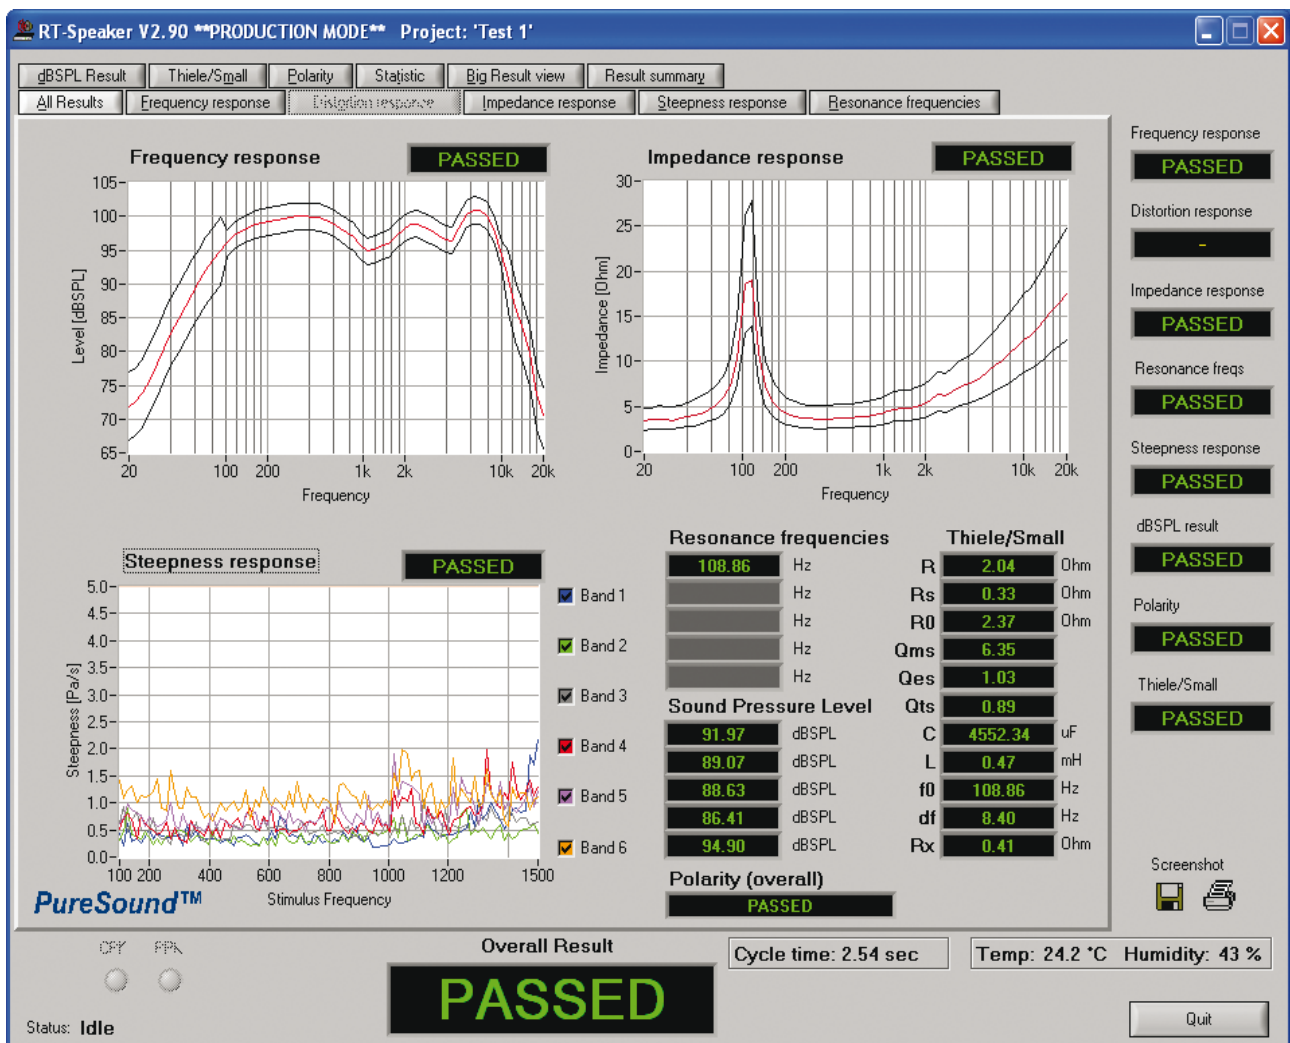 RT-Speaker V2.90 **PRODUCTION MODE** Project: 'Test 1'
dBSPL Result Thiele/Small Polarity Statistic Big Result view Result summary
All Results Frequency response Distortion response Impedance response Steepness response Resonance frequencies
Frequency response PASSED
Level [dBSPL]
105
100
95
90
85
80
75
70
65
20 100 200 1k 2k 10k 20k
Frequency
Impedance response PASSED
Impedance [Ohm]
30
25
20
15
10
5
0
20 100 200 1k 2k 10k 20k
Frequency
Steepness response PASSED
Steepness [Pa/s]
5.0
4.5
4.0
3.5
3.0
2.5
2.0
1.5
1.0
0.5
0.0
100 200 400 600 800 1000 1200 1500
Stimulus Frequency
PureSound™
Band 1
Band 2
Band 3
Band 4
Band 5
Band 6
Resonance frequencies
108.86 Hz
Hz
Hz
Hz
Hz
Sound Pressure Level
91.97 dBSPL
89.07 dBSPL
88.63 dBSPL
86.41 dBSPL
94.90 dBSPL
Polarity (overall)
PASSED
Thiele/Small
R 2.04 Ohm
Rs 0.33 Ohm
R0 2.37 Ohm
Qms 6.35
Qes 1.03
Qts 0.89
C 4552.34 uF
L 0.47 mH
f0 108.86 Hz
df 8.40 Hz
Rx 0.41 Ohm
Frequency response
PASSED
Distortion response
-
Impedance response
PASSED
Resonance freqs
PASSED
Steepness response
PASSED
dBSPL result
PASSED
Polarity
PASSED
Thiele/Small
PASSED
Screenshot
Overall Result
PASSED
Cycle time: 2.54 sec
Temp: 24.2 °C Humidity: 43 %
Status: Idle
Quit